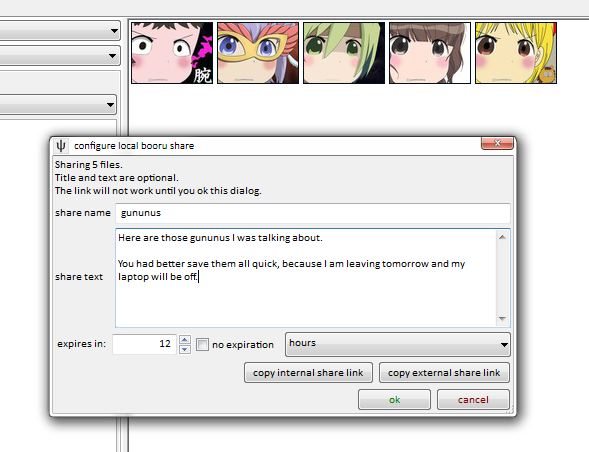 腕
configure local booru share
Sharing 5 files.
Title and text are optional.
The link will not work until you ok this dialog.
share name gununus
share text
Here are those gununus I was talking about.
You had better save them all quick, because I am leaving tomorrow and my
laptop will be off.
expires in: 12 no expiration hours
copy internal share link copy external share link
ok cancel